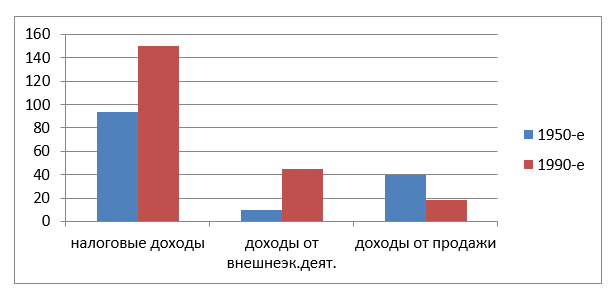 160
140
120
100
80
60
40
20
0
налоговые доходы
доходы от
внешнеэк.деят.
доходы от продажи
1950-е
1990-е